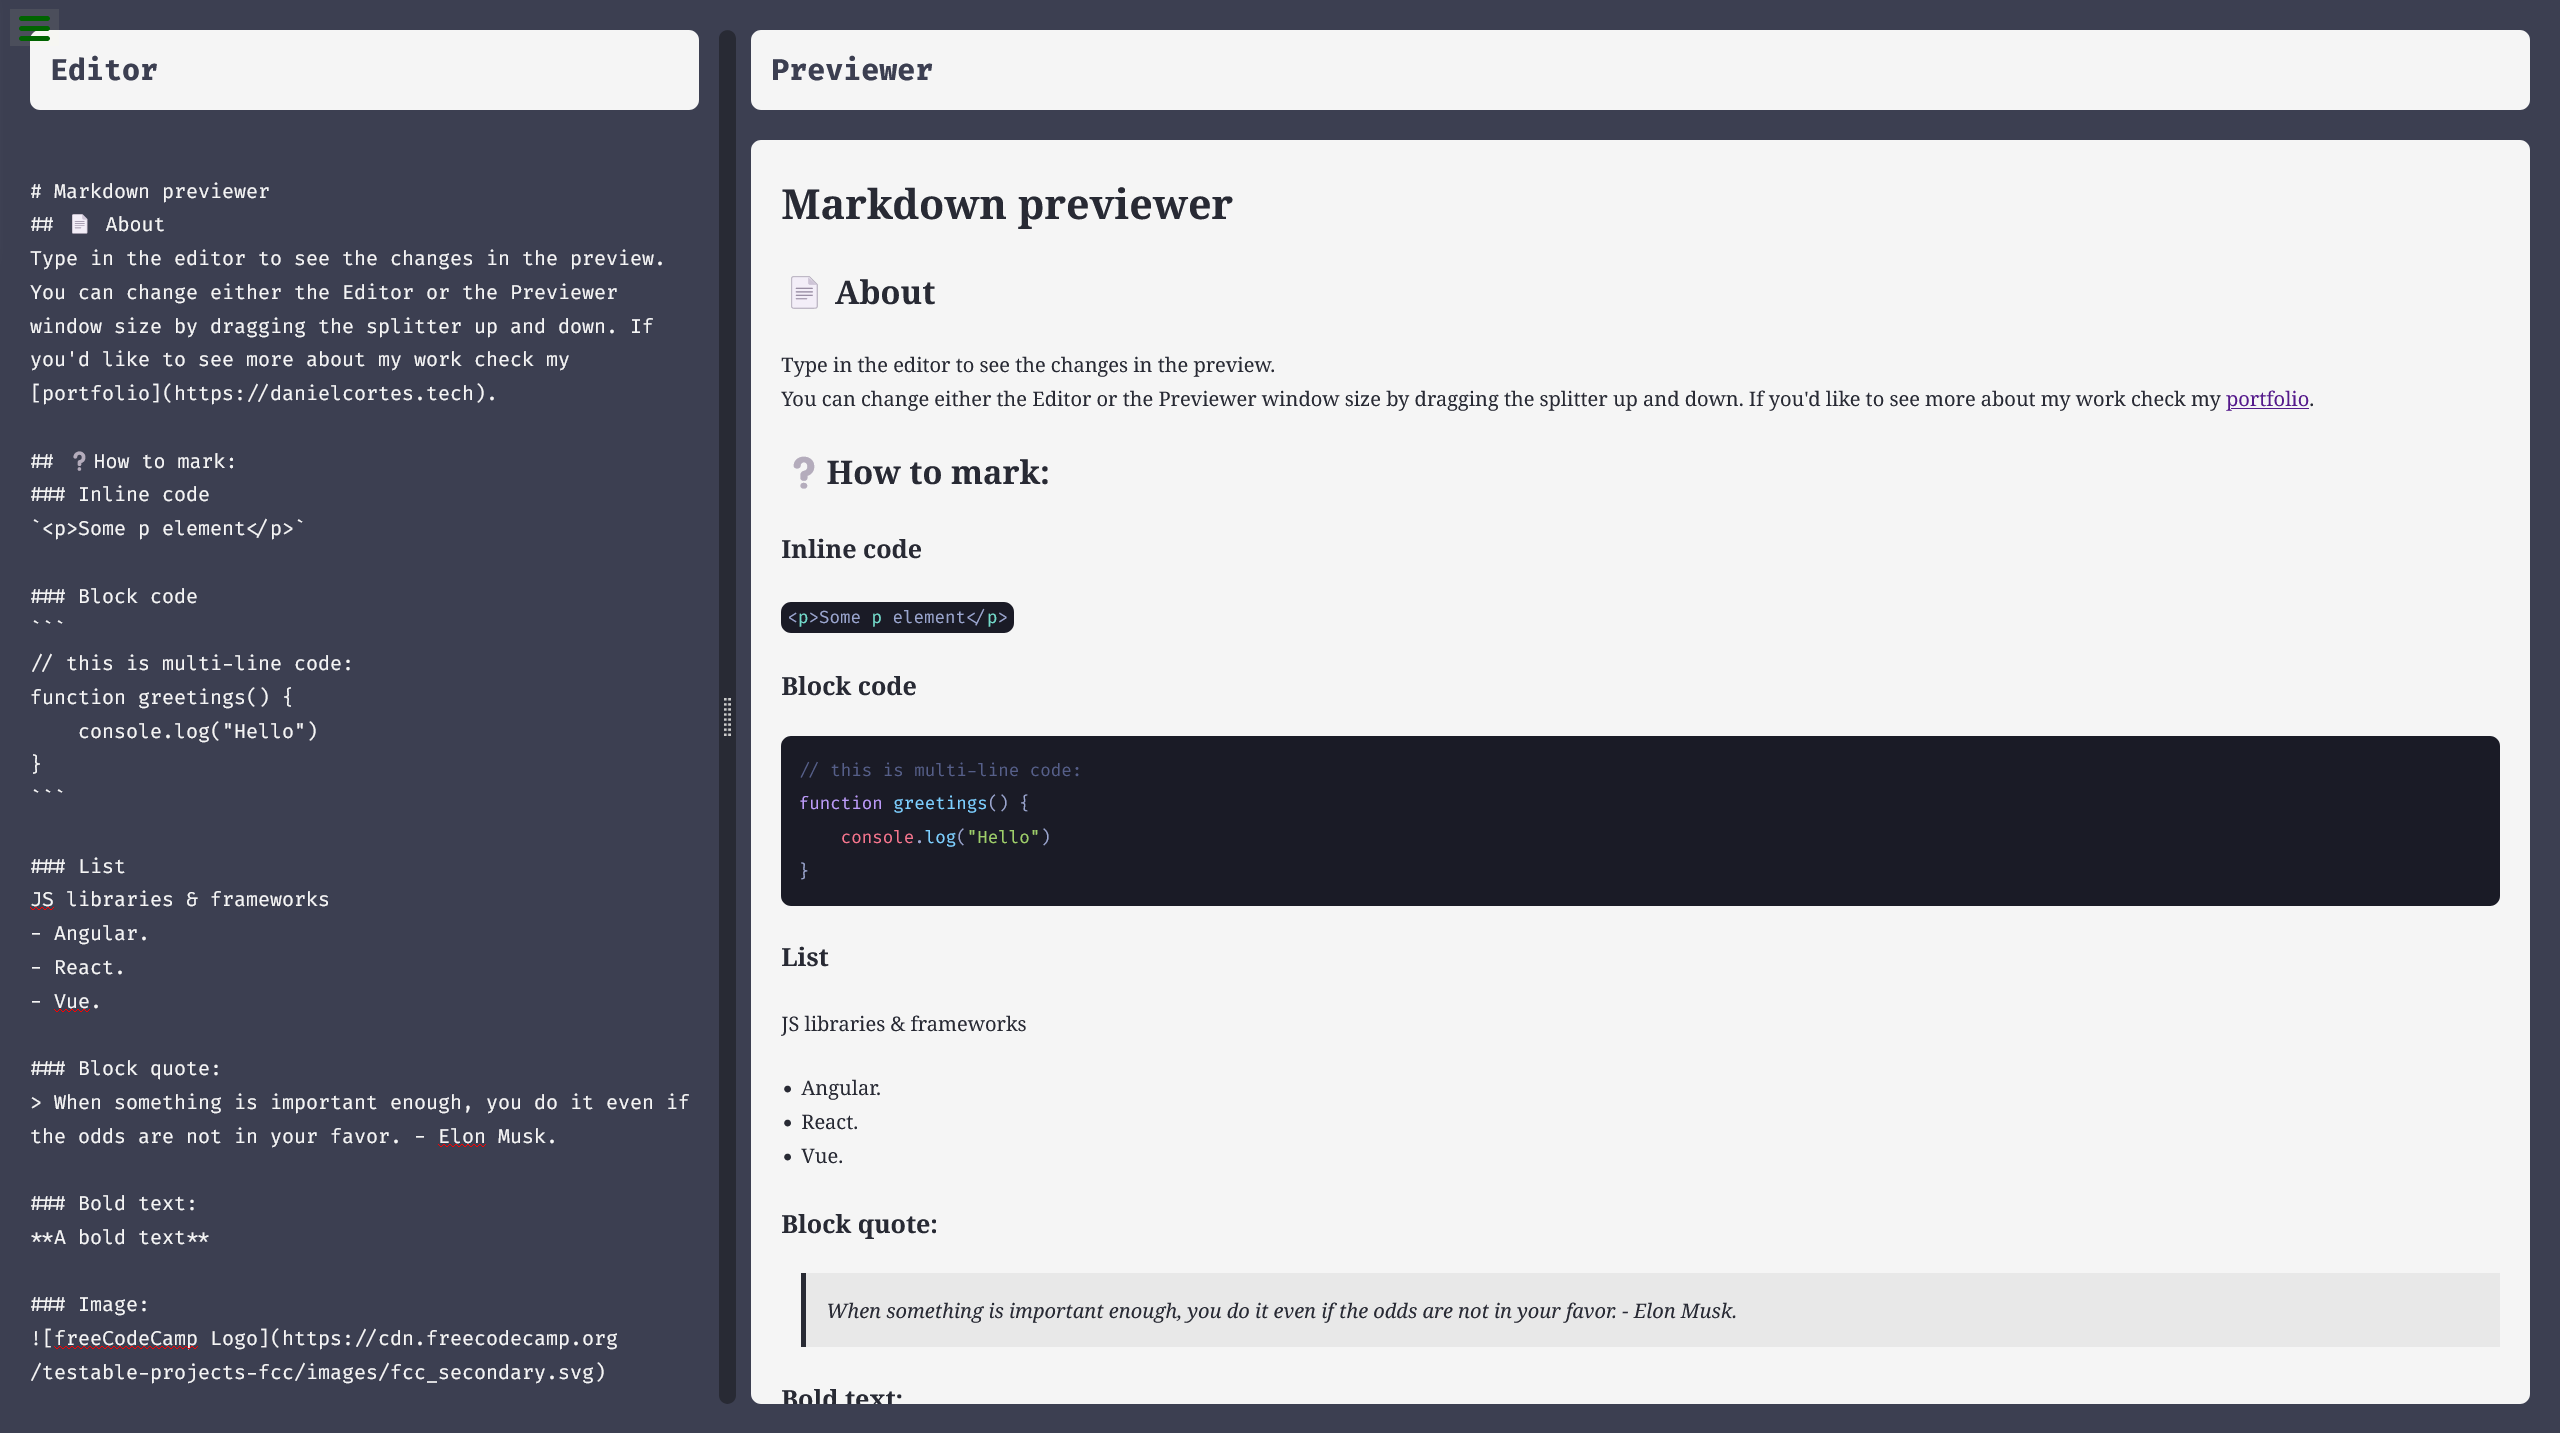 Editor
# Markdown previewer
## 📄 About
Type in the editor to see the changes in the preview.
You can change either the Editor or the Previewer
window size by dragging the splitter up and down. If
you'd like to see more about my work check my
[portfolio](https://danielcortes.tech).
## ❔How to mark:
### Inline code
`<p>Some p element</p>`
### Block code
```
// this is multi-line code:
function greetings() {
    console.log("Hello")
}
```
### List
JS libraries & frameworks
- Angular.
- React.
- Vue.
### Block quote:
> When something is important enough, you do it even if
the odds are not in your favor. - Elon Musk.
### Bold text:
**A bold text**
### Image:
![freeCodeCamp Logo](https://cdn.freecodecamp.org
/testable-projects-fcc/images/fcc_secondary.svg)
Previewer
Markdown previewer
📄 About
Type in the editor to see the changes in the preview.
You can change either the Editor or the Previewer window size by dragging the splitter up and down. If you'd like to see more about my work check my portfolio.
❔How to mark:
Inline code
<p>Some p element</p>
Block code
// this is multi-line code:
function greetings() {
    console.log("Hello")
}
List
JS libraries & frameworks
• Angular.
• React.
• Vue.
Block quote:
When something is important enough, you do it even if the odds are not in your favor. - Elon Musk.
Bold text: